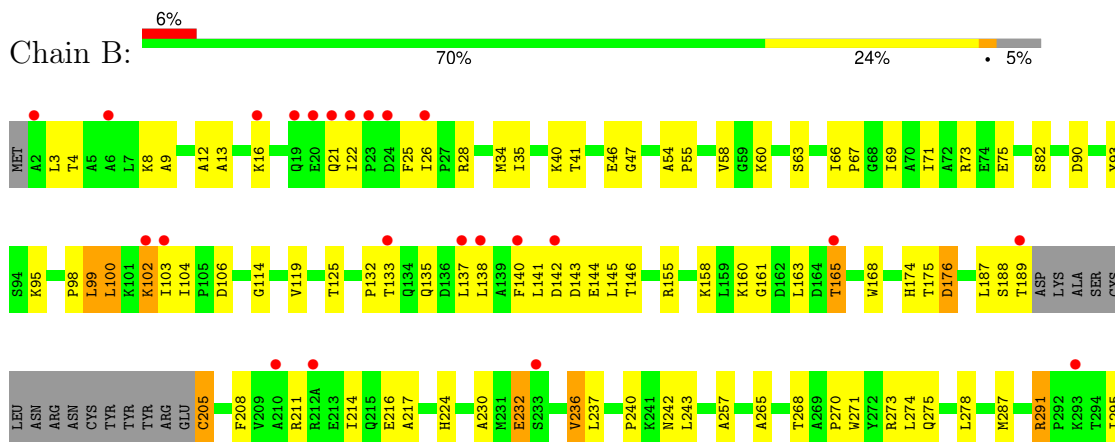 6%
Chain B:
70% 24% • 5%
MET A2 L3 T4 A5 A6 L7 K8 A9 A12 A13 K16 Q19 E20 Q21 I22 P23 D24 F25 I26 P27 R28 M34 I35 K40 T41 E46 G47 A54 P55 V58 G59 K60 S63 I66 P67 G68 I69 A70 I71 A72 R73 E74 E75 S82 D90 Y93
S94 K95 P98 L99 L100 K101 K102 I103 I104 P105 D106 G114 V119 T125 P132 T133 Q134 Q135 D136 L137 L138 A139 F140 L141 D142 D143 E144 L145 T146 R155 K158 L159 K160 G161 D162 L163 D164 T165 W168 H174 T175 D176 L187 S188 T189 ASP LYS ALA SER CYS
LEU ASN ARG ASN CYS TYR TYR TYR ARG GLU C205 F208 V209 A210 R211 R212A E213 I214 Q215 E216 A217 H224 A230 M231 E232 S233 V236 L237 P240 K241 N242 L243 A257 A265 T268 A269 P270 W271 Y272 R273 L274 Q275 L278 M287 R291 P292 K293 T294